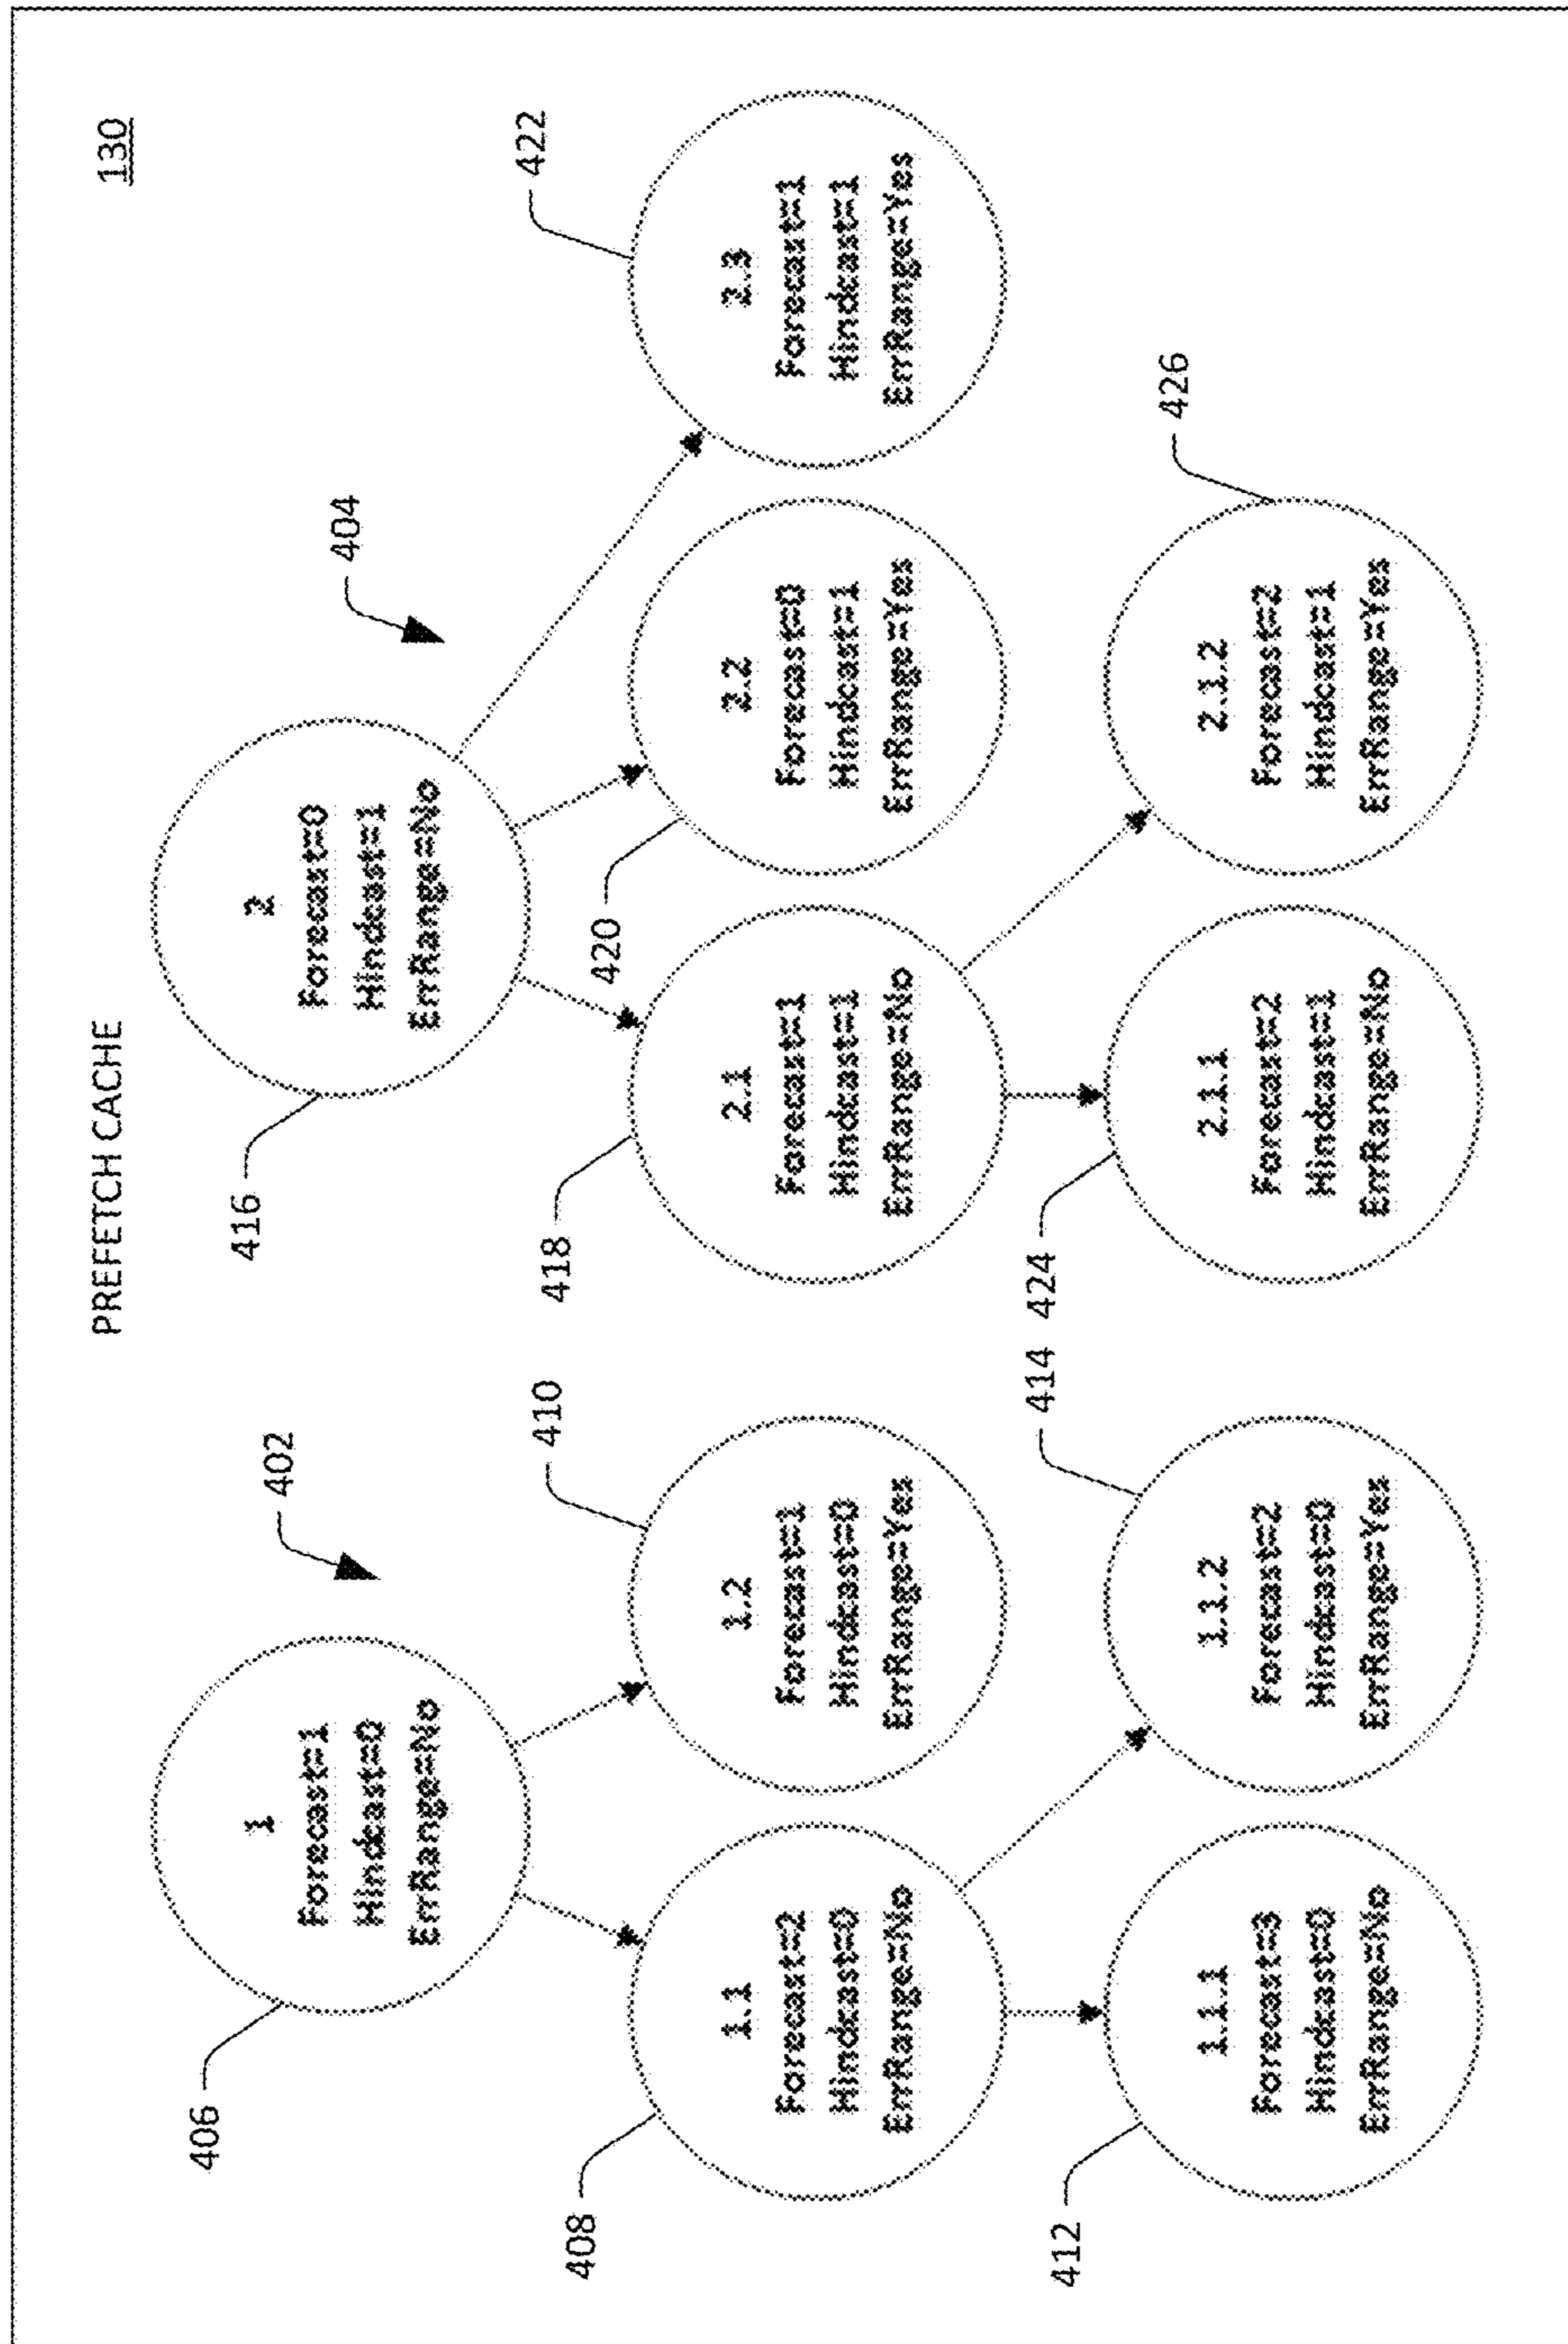 PREFETCH CACHE
130
402
404
406
1
Forecast=1
Hindcast=0
ErrRange=No
416
2
Forecast=0
Hindcast=1
ErrRange=No
408
1.1
Forecast=2
Hindcast=0
ErrRange=No
410
1.2
Forecast=1
Hindcast=0
ErrRange=Yes
418
2.1
Forecast=1
Hindcast=1
ErrRange=No
420
2.2
Forecast=0
Hindcast=1
ErrRange=Yes
422
2.3
Forecast=1
Hindcast=1
ErrRange=Yes
412
1.1.1
Forecast=3
Hindcast=0
ErrRange=No
414
1.1.2
Forecast=2
Hindcast=0
ErrRange=Yes
424
2.1.1
Forecast=2
Hindcast=1
ErrRange=No
426
2.1.2
Forecast=2
Hindcast=1
ErrRange=Yes